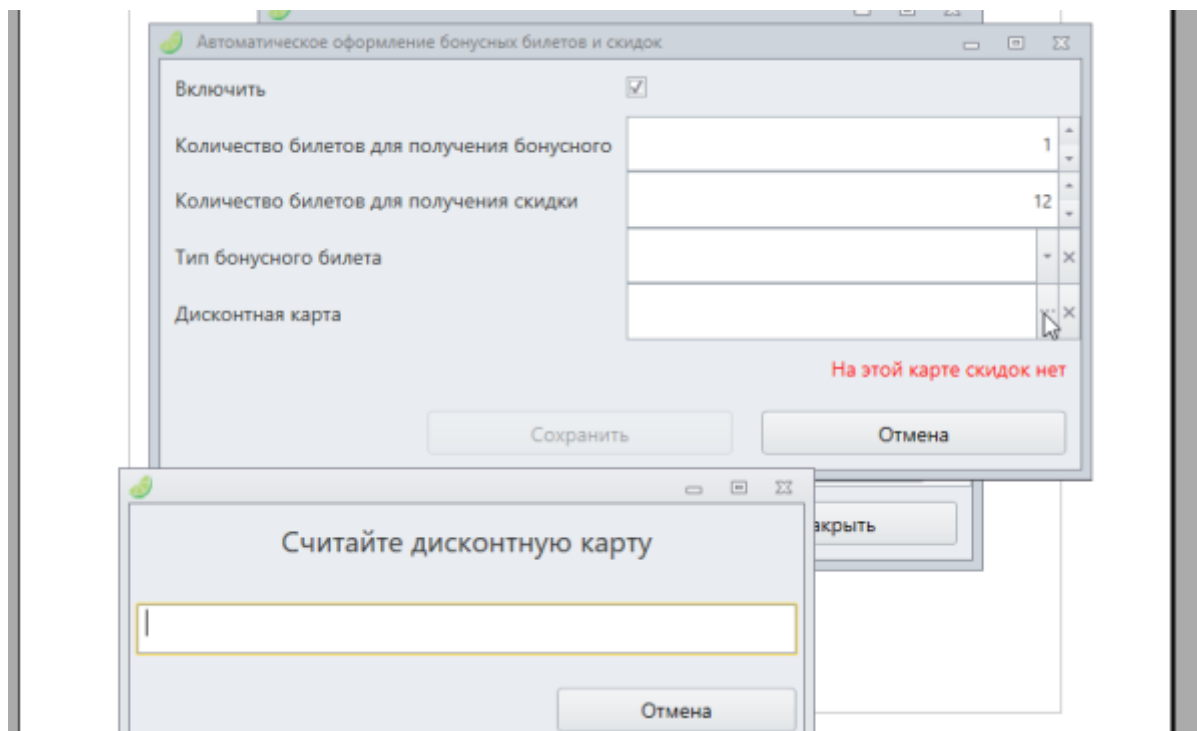 Автоматическое оформление бонусных билетов и скидок
Включить
Количество билетов для получения бонусного 1
Количество билетов для получения скидки 12
Тип бонусного билета
Дисконтная карта
На этой карте скидок нет
Сохранить Отмена
акрыть
Считайте дисконтную карту
Отмена